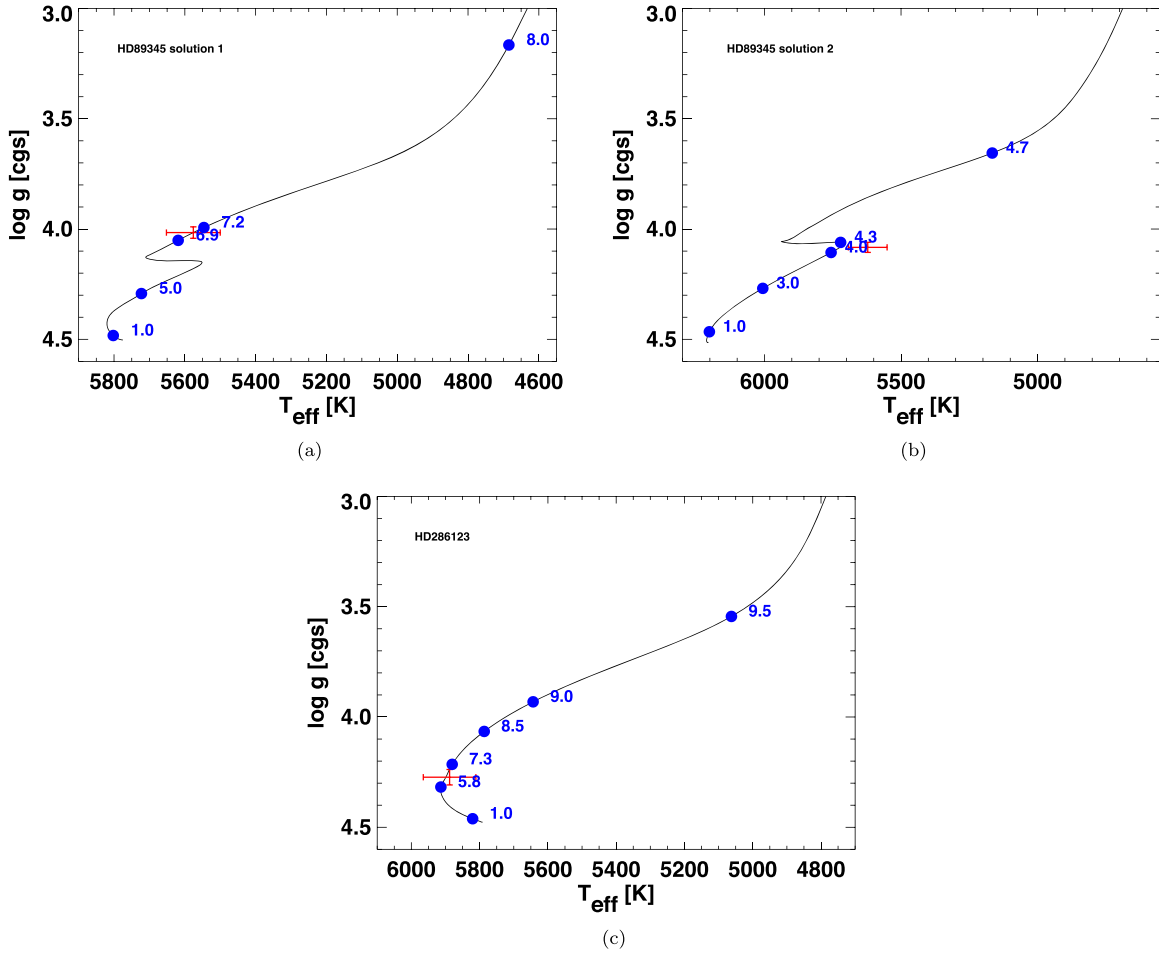 3.0
HD89345 solution 1
8.0
3.5
log g [cgs]
4.0
7.2
6.9
5.0
4.5
1.0
5800 5600 5400 5200 5000 4800 4600
Teff [K]
(a)
3.0
HD89345 solution 2
3.5
4.7
log g [cgs]
4.0
4.3
4.0
3.0
4.5
1.0
6000 5500 5000
Teff [K]
(b)
3.0
HD286123
3.5
9.5
log g [cgs]
4.0
9.0
8.5
7.3
5.8
4.5
1.0
6000 5800 5600 5400 5200 5000 4800
Teff [K]
(c)